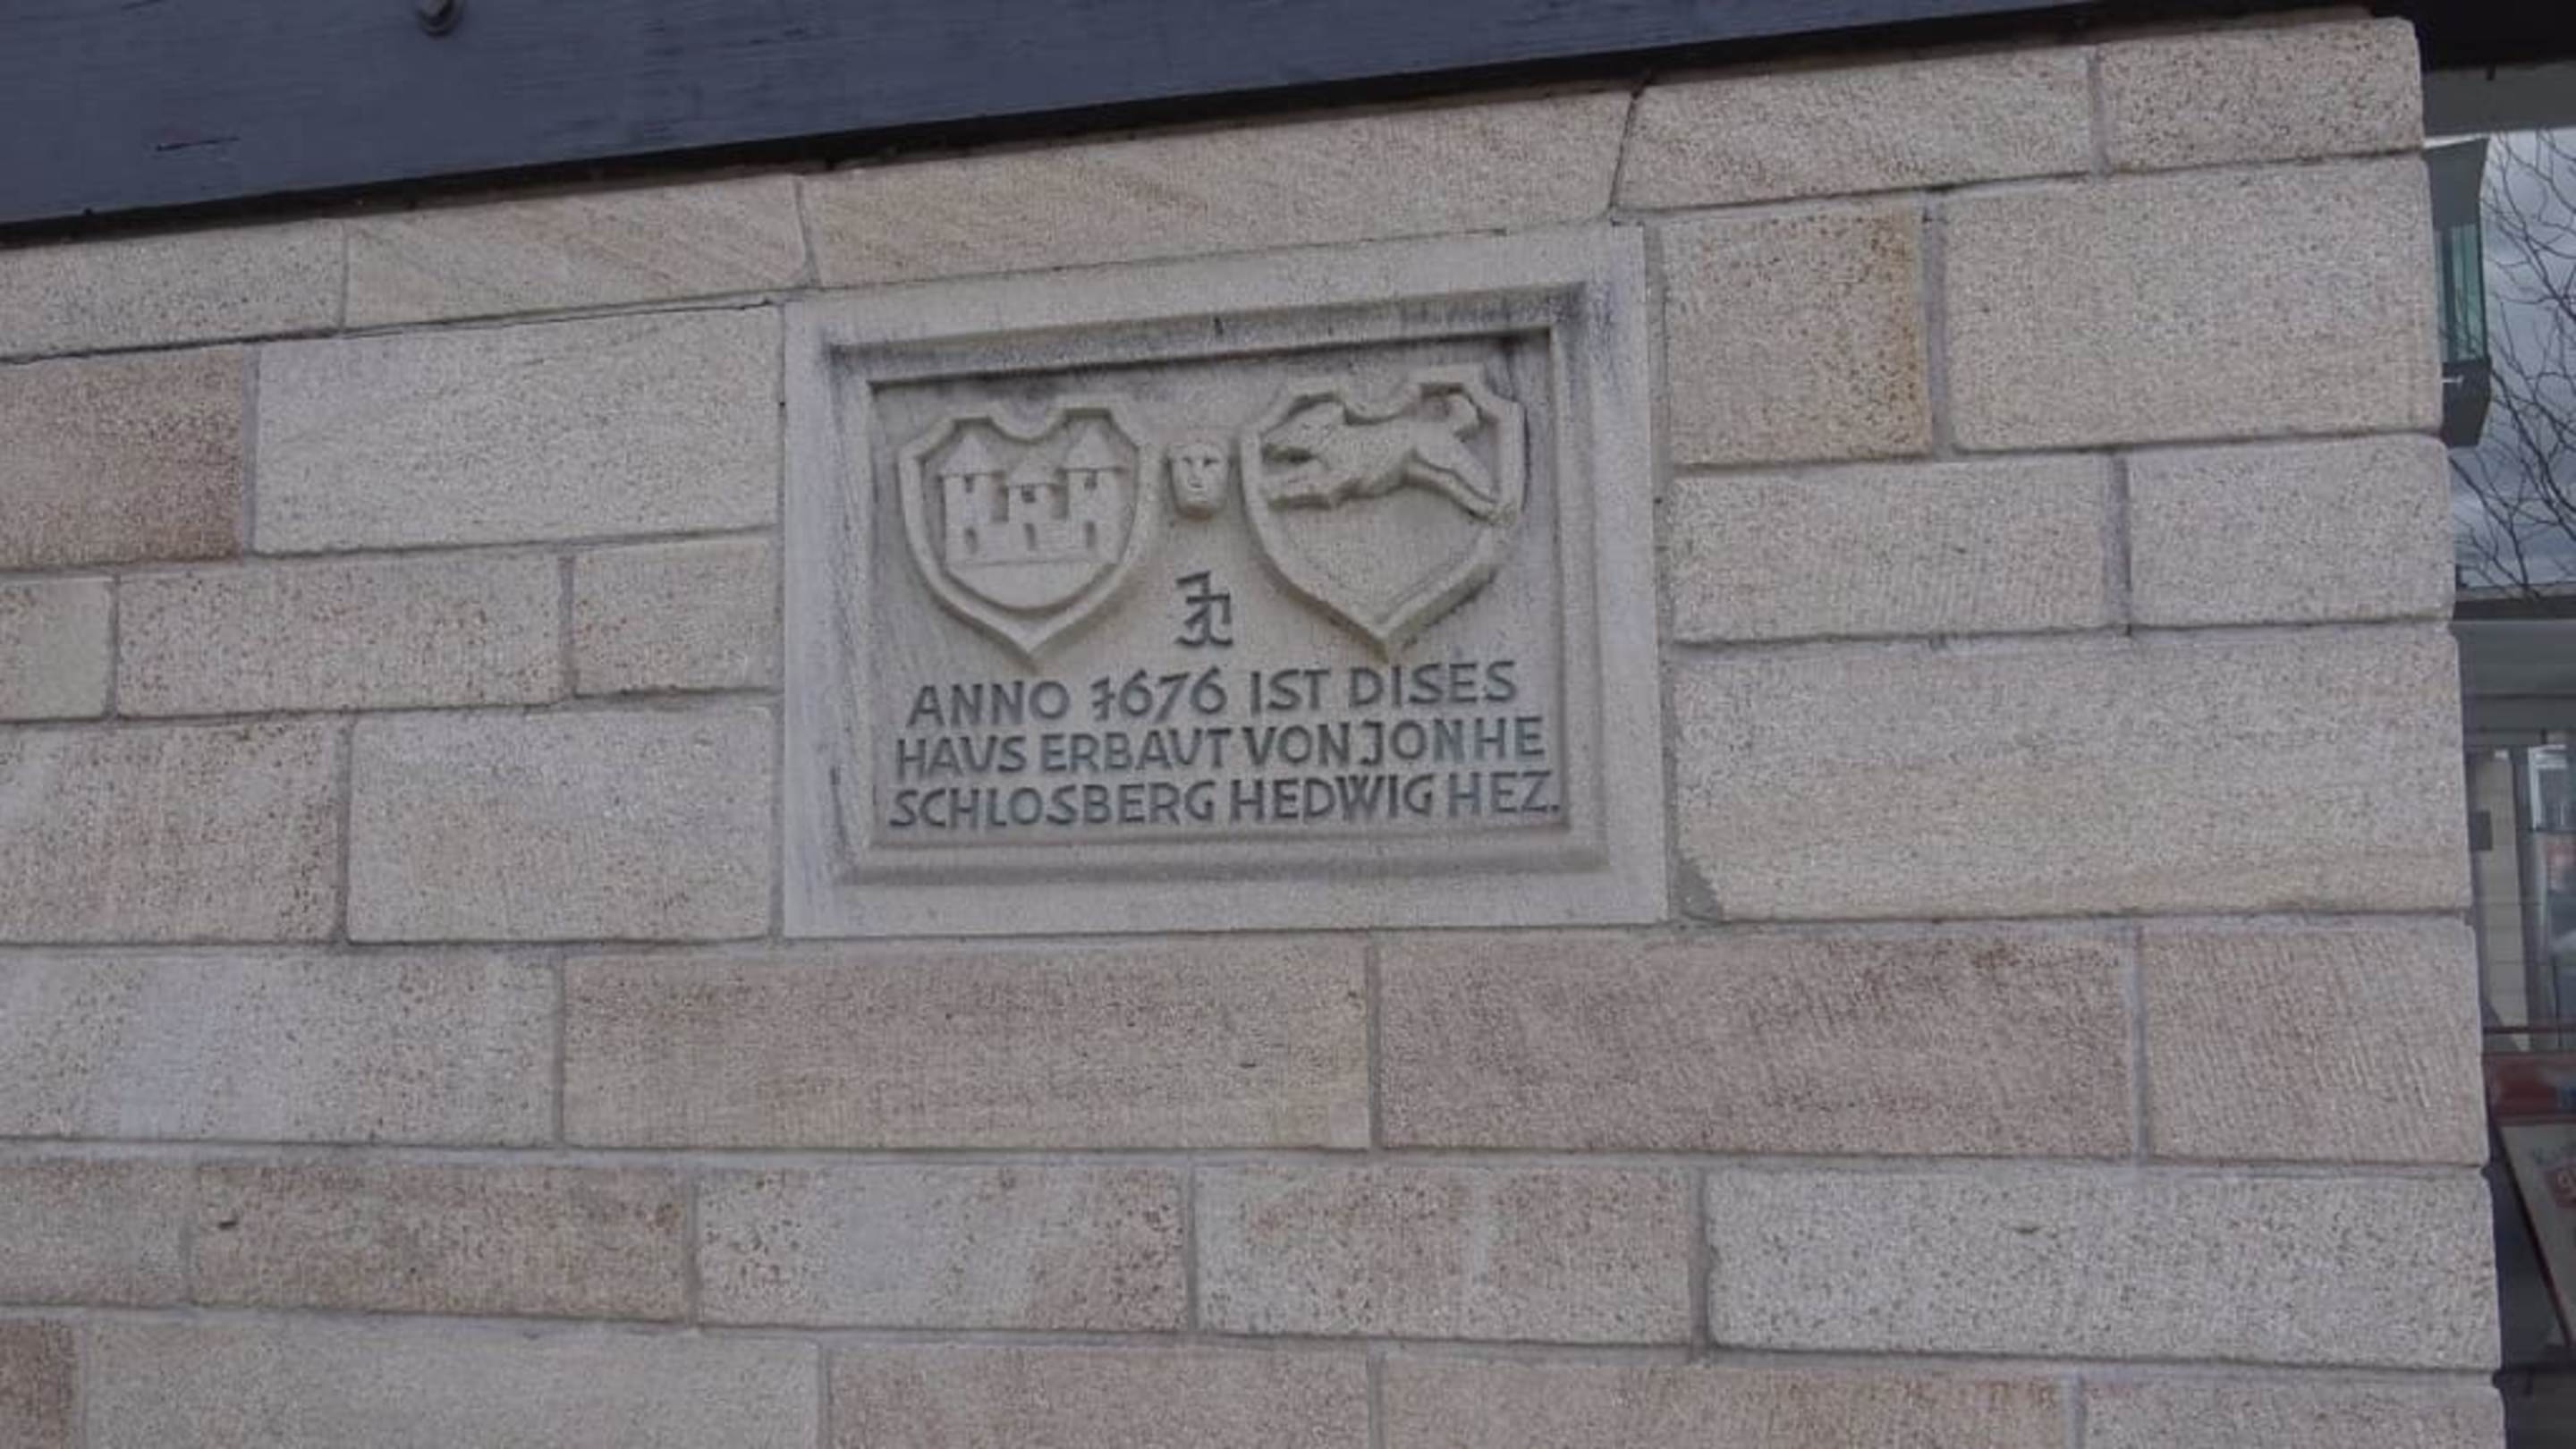 ANNO 1676 IST DISES
HAVS ERBAVT VON JONHE
SCHLOSBERG HEDWIG HEZ.